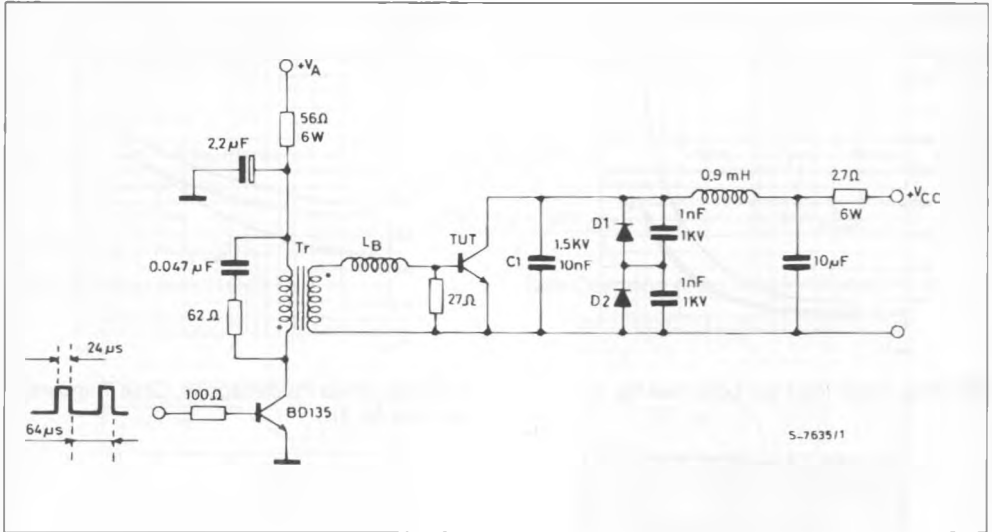 +VA
56Ω
6W
2,2µF
0.047µF
62Ω
Tr
LB
TUT
27Ω
C1
1.5KV
10nF
D1
D2
1nF
1KV
1nF
1KV
0,9 mH
10µF
2.7Ω
6W
+VCC
24µs
64µs
100Ω
BD135
S-7635/1